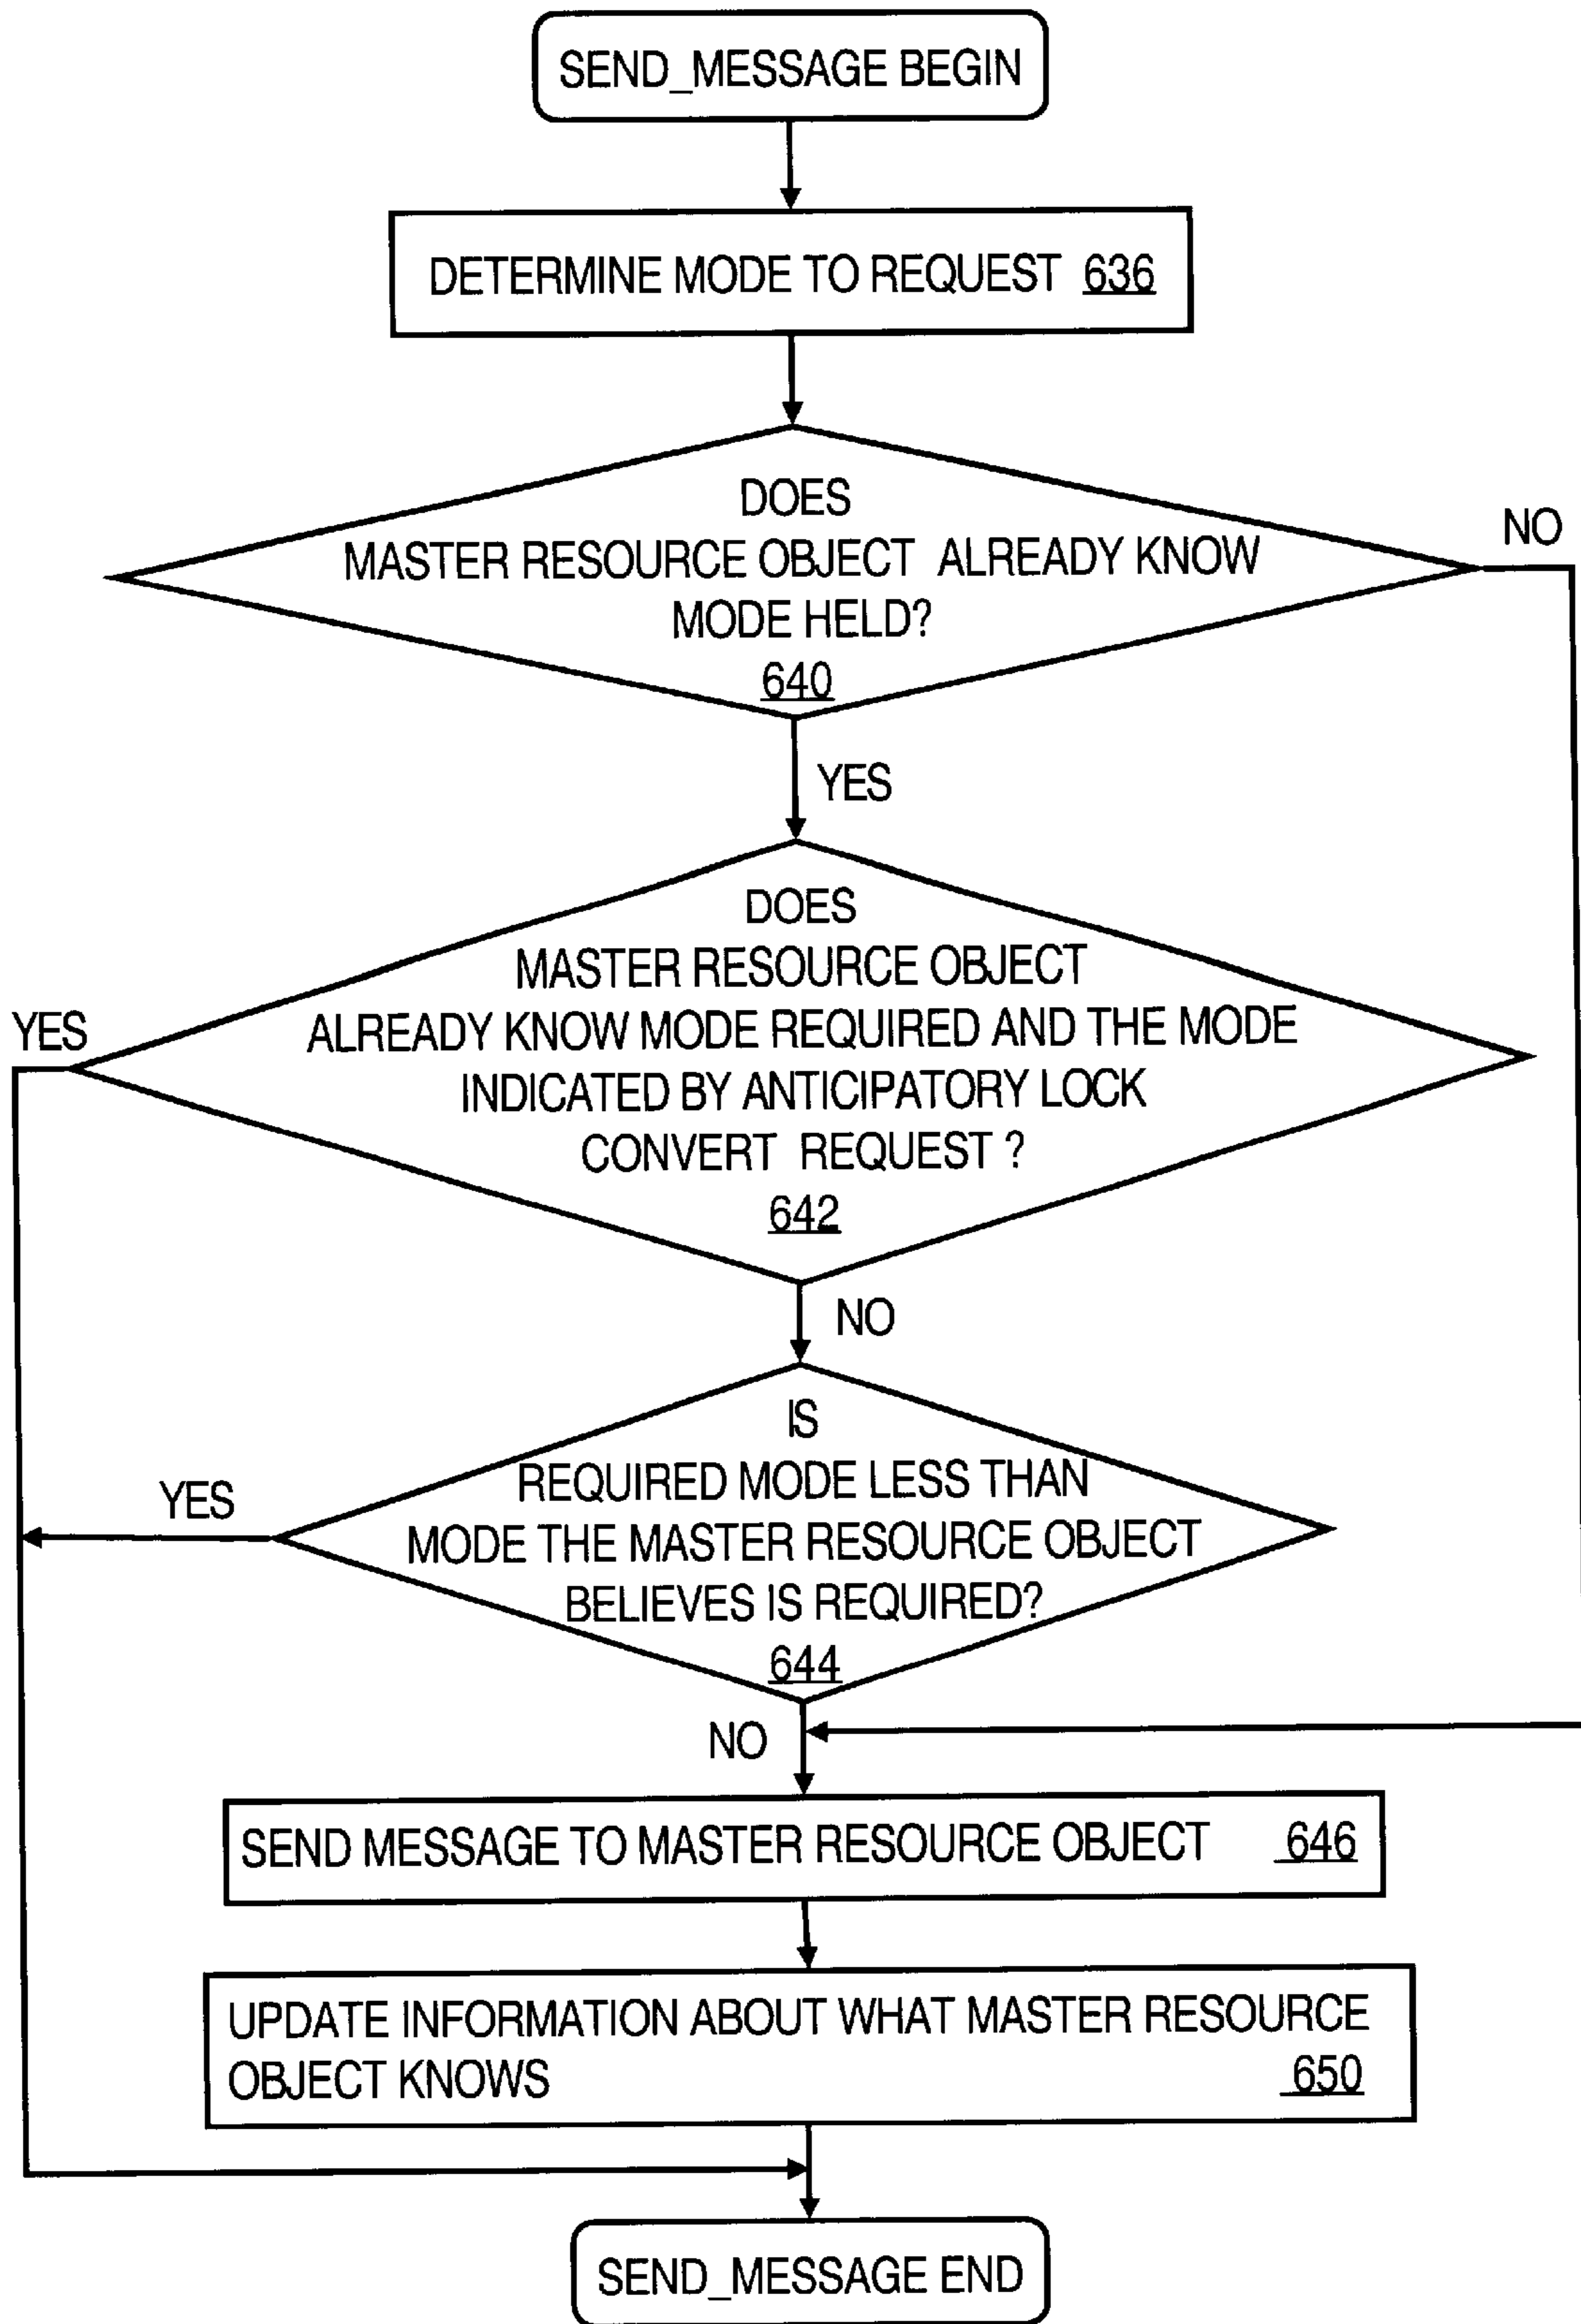 SEND_MESSAGE BEGIN
DETERMINE MODE TO REQUEST 636
DOES
MASTER RESOURCE OBJECT ALREADY KNOW
MODE HELD?
640
NO
YES
DOES
MASTER RESOURCE OBJECT
ALREADY KNOW MODE REQUIRED AND THE MODE
INDICATED BY ANTICIPATORY LOCK
CONVERT REQUEST ?
642
YES
NO
IS
REQUIRED MODE LESS THAN
MODE THE MASTER RESOURCE OBJECT
BELIEVES IS REQUIRED?
644
YES
NO
SEND MESSAGE TO MASTER RESOURCE OBJECT 646
UPDATE INFORMATION ABOUT WHAT MASTER RESOURCE
OBJECT KNOWS 650
SEND_MESSAGE END